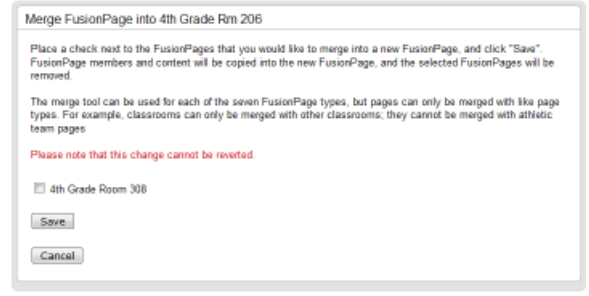 Merge FusionPage into 4th Grade Rm 206
Place a check next to the FusionPages that you would like to merge into a new FusionPage, and click "Save".
FusionPage members and content will be copied into the new FusionPage, and the selected FusionPages will be
removed.
The merge tool can be used for each of the seven FusionPage types, but pages can only be merged with like page
types. For example, classrooms can only be merged with other classrooms; they cannot be merged with athletic
team pages
Please note that this change cannot be reverted.
4th Grade Room 308
Save
Cancel